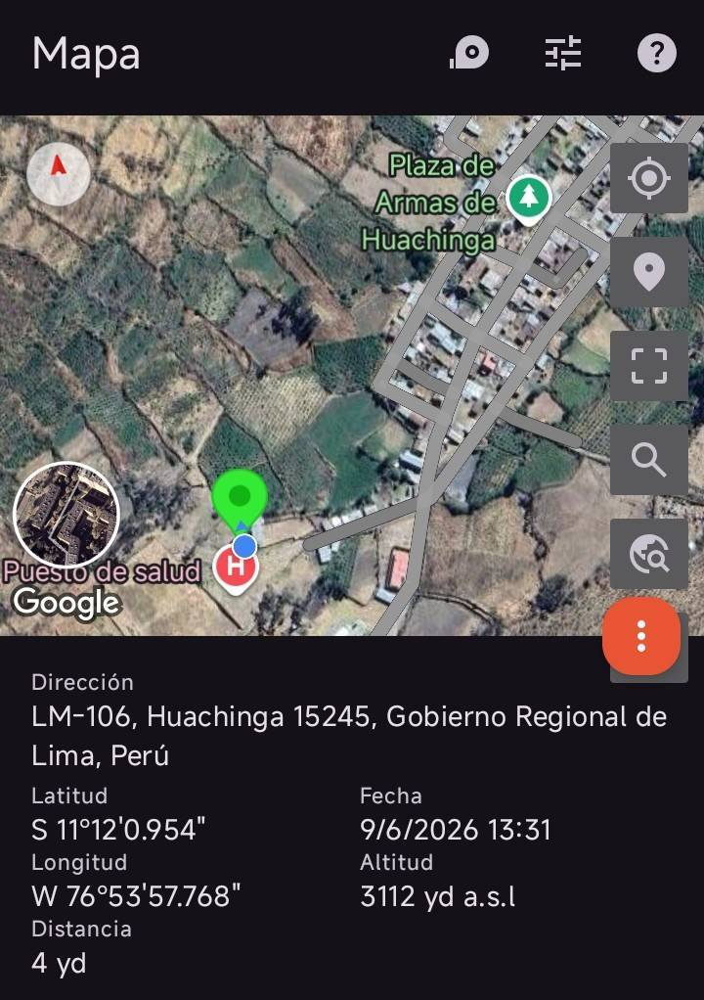 Mapa
Plaza de
Armas de
Huachinga
H
Puesto de salud
Google
Dirección
LM-106, Huachinga 15245, Gobierno Regional de
Lima, Perú
Latitud
S 11°12'0.954"
Fecha
9/6/2026 13:31
Longitud
W 76°53'57.768"
Altitud
3112 yd a.s.l
Distancia
4 yd